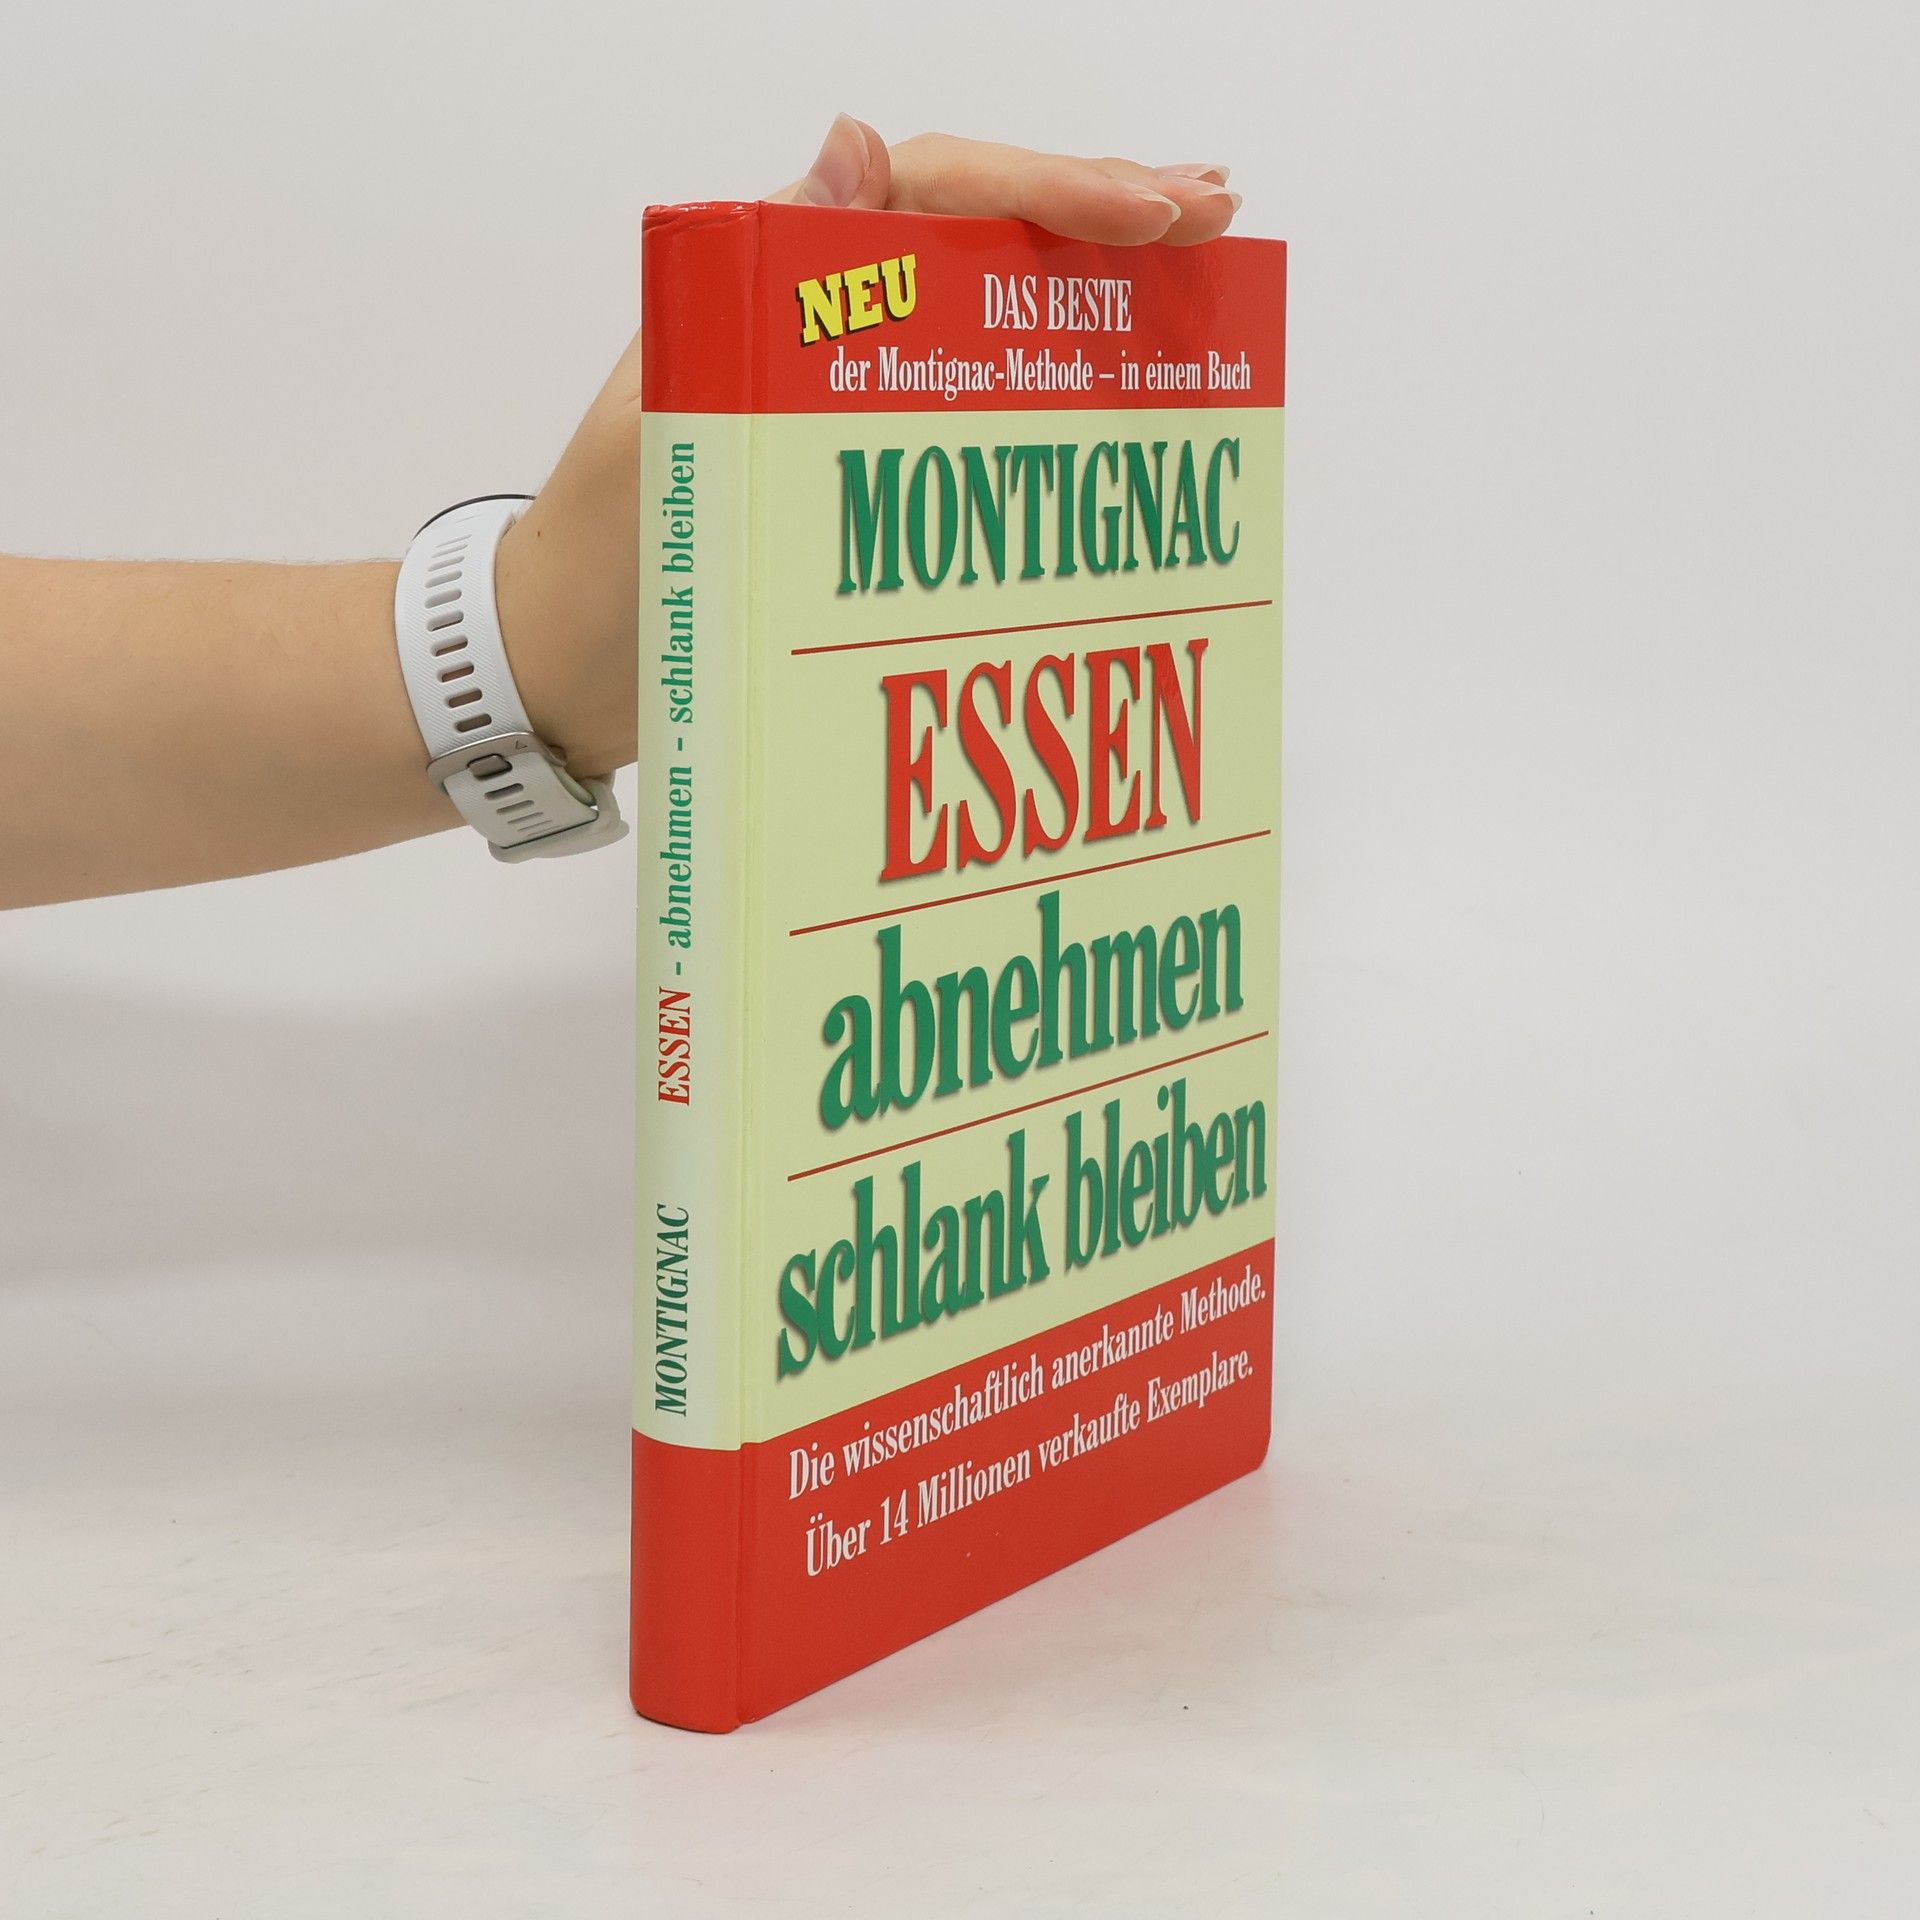 NEU
DAS BESTE
der Montignac-Methode – in einem Buch
MONTIGNAC
ESSEN
abnehmen
schlank bleiben
Die wissenschaftlich anerkannte Methode.
Über 14 Millionen verkaufte Exemplare.
MONTIGNAC ESSEN – abnehmen – schlank bleiben